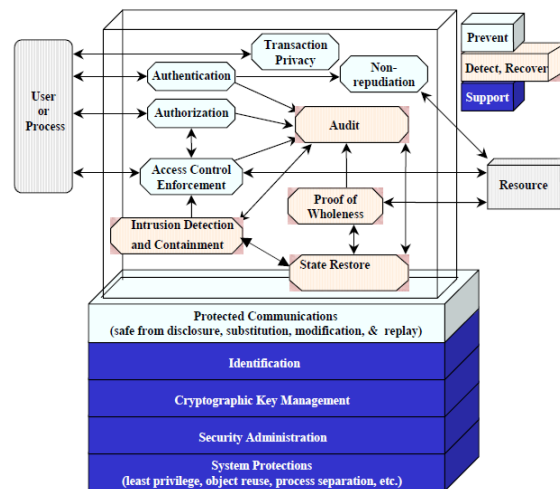 Prevent
Detect, Recover
Support
User
or
Process
Transaction
Privacy
Authentication
Non-
repudiation
Authorization
Audit
Access Control
Enforcement
Resource
Proof of
Wholeness
Intrusion Detection
and Containment
State Restore
Protected Communications
(safe from disclosure, substitution, modification, & replay)
Identification
Cryptographic Key Management
Security Administration
System Protections
(least privilege, object reuse, process separation, etc.)